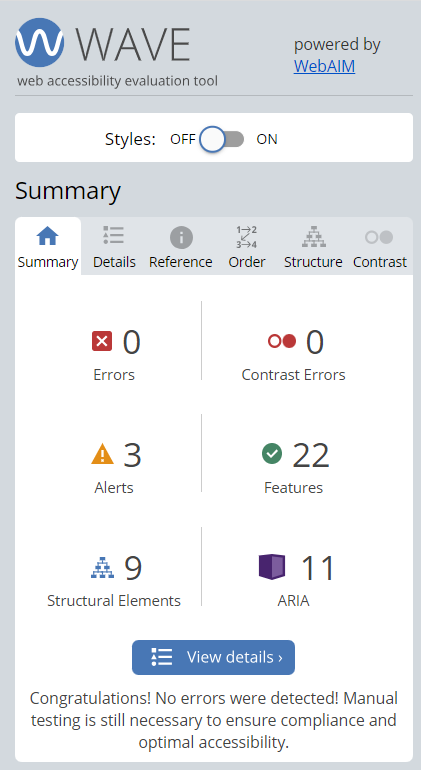 WAVE
web accessibility evaluation tool
powered by
WebAIM
Styles: OFF ON
Summary
Summary Details Reference Order Structure Contrast
1 2
3 4
0
Errors
0
Contrast Errors
3
Alerts
22
Features
9
Structural Elements
11
ARIA
View details ›
Congratulations! No errors were detected! Manual
testing is still necessary to ensure compliance and
optimal accessibility.